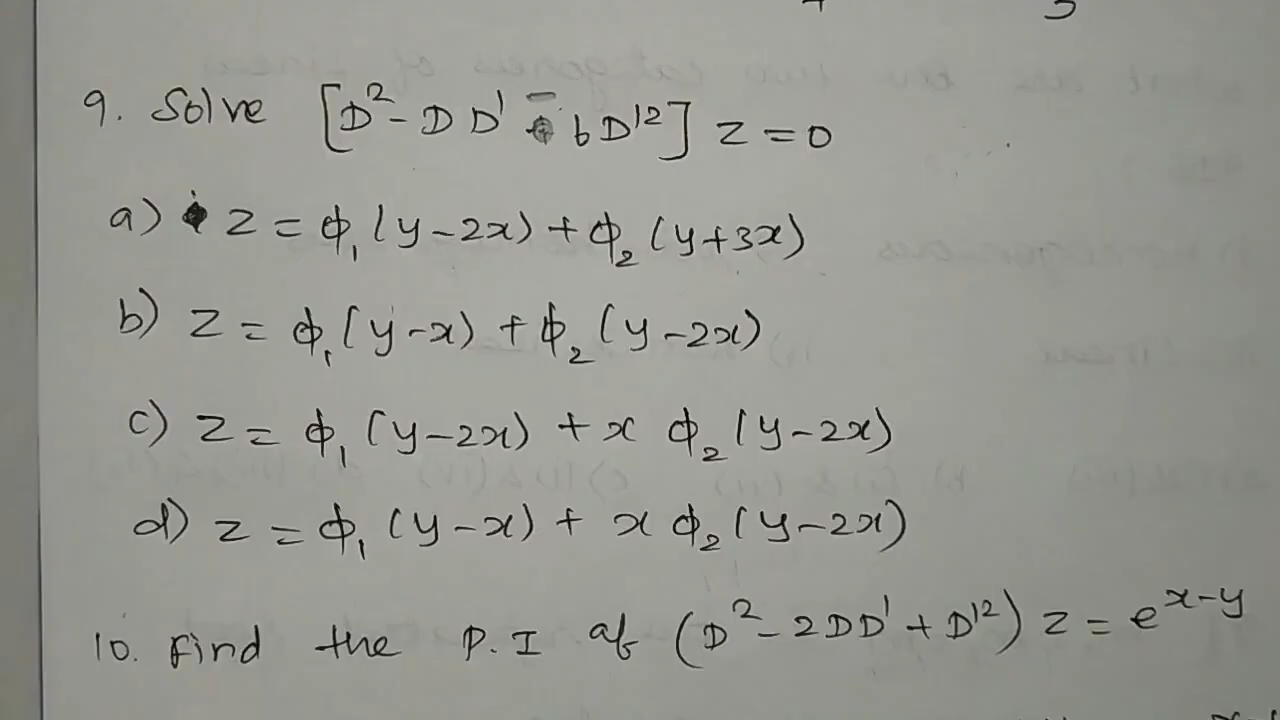 9. Solve [D²- DD' - 6D'²] z = 0
a) z = ϕ₁(y-2x) + ϕ₂(y+3x)
b) z = ϕ₁(y-x) + ϕ₂(y-2x)
c) z = ϕ₁(y-2x) + x ϕ₂(y-2x)
d) z = ϕ₁(y-x) + x ϕ₂(y-2x)
10. Find the P.I of (D²- 2DD' + D'²) z = e^x-y